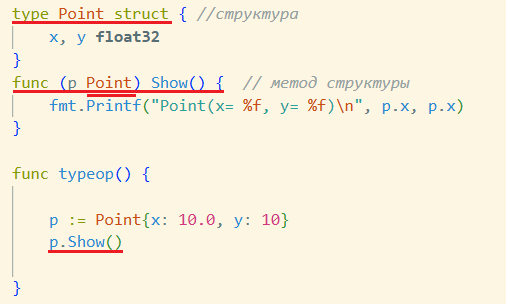 type Point struct { //структура
x, y float32
}
func (p Point) Show() { // метод структуры
fmt.Printf("Point(x= %f, y= %f)\n", p.x, p.x)
}
func typeop() {
p := Point{x: 10.0, y: 10}
p.Show()
}